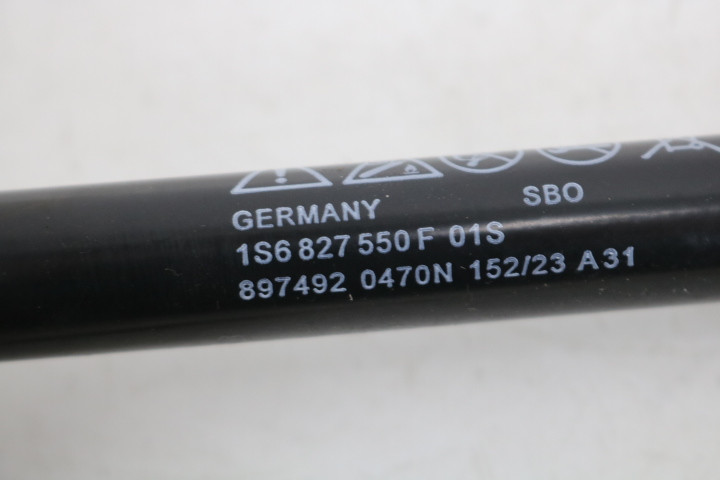 SBO
GERMANY
1S6 827 550 F 01S
897492 0470N 152/23 A31